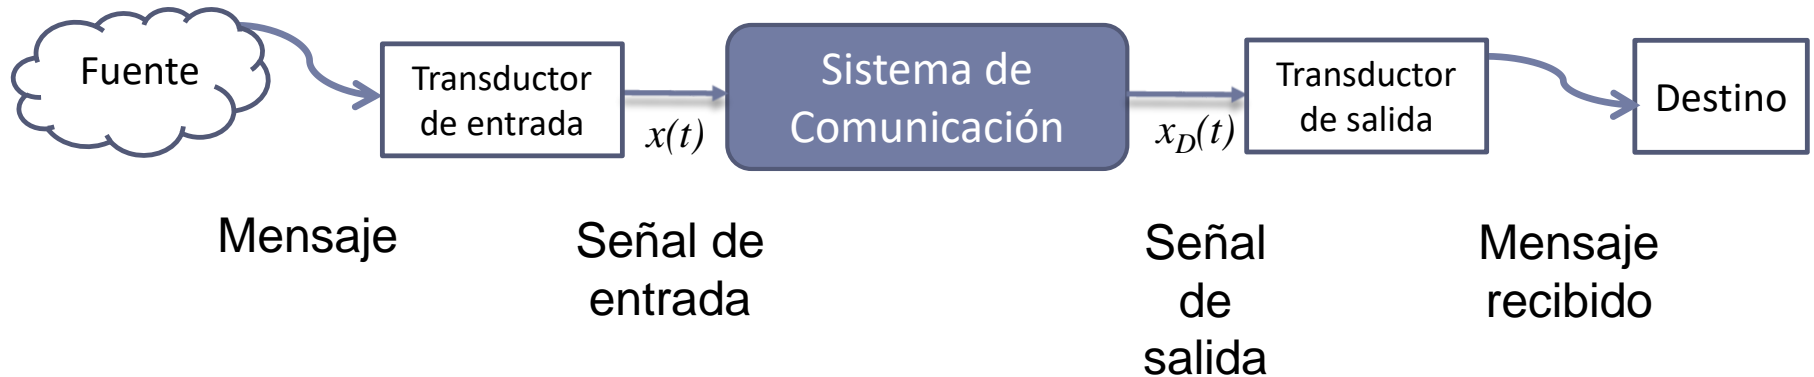 Fuente
Transductor
de entrada
x(t)
Sistema de
Comunicación
x_D(t)
Transductor
de salida
Destino
Mensaje
Señal de
entrada
Señal
de
salida
Mensaje
recibido